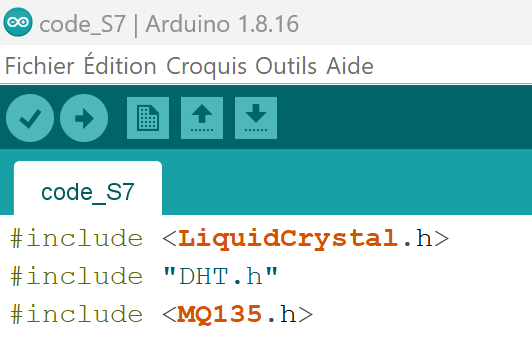 code_S7 | Arduino 1.8.16
Fichier Édition Croquis Outils Aide
code_S7
#include <LiquidCrystal.h>
#include "DHT.h"
#include <MQ135.h>